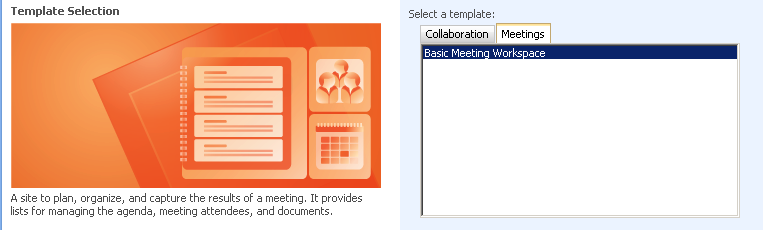 Template Selection
A site to plan, organize, and capture the results of a meeting. It provides
lists for managing the agenda, meeting attendees, and documents.
Select a template:
Collaboration Meetings
Basic Meeting Workspace